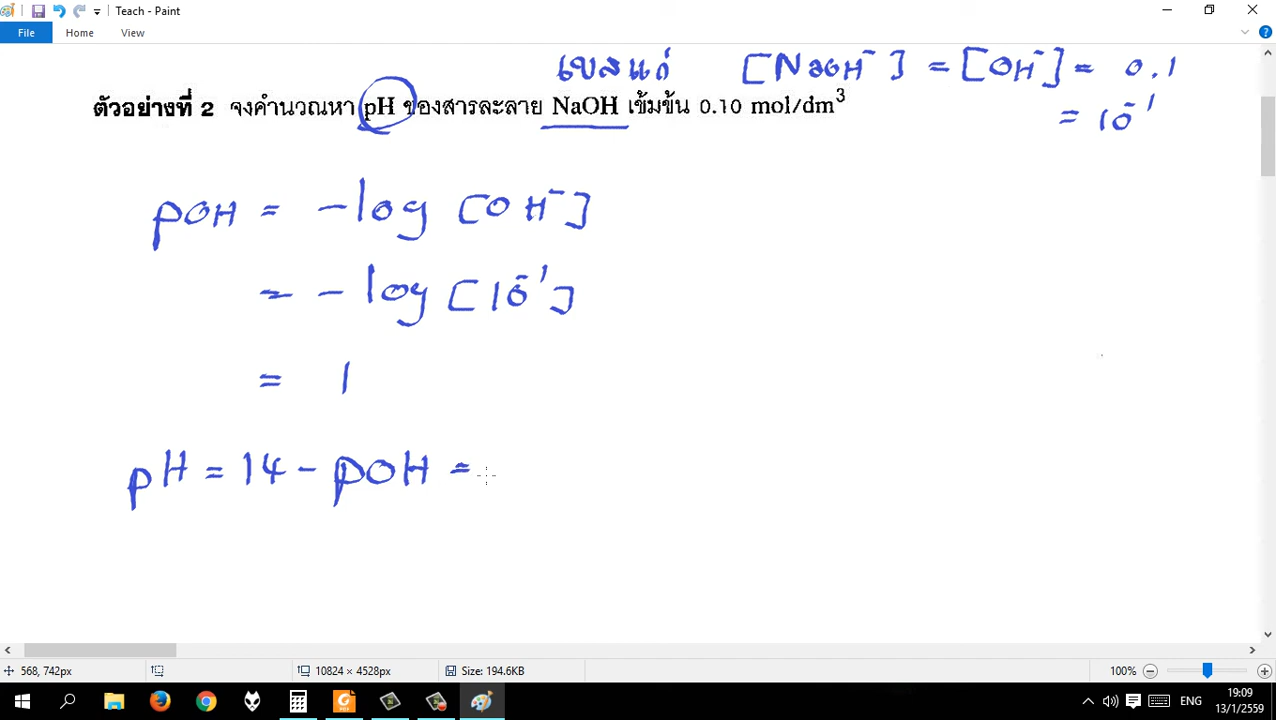 Teach - Paint
File Home View
เบสแก่ [NaOH⁻] = [OH⁻] = 0.1
ตัวอย่างที่ 2 จงคำนวณหา pH ของสารละลาย NaOH เข้มข้น 0.10 mol/dm³
= 10⁻¹
pOH = -log [OH⁻]
= -log [10⁻¹]
= 1
pH = 14 - pOH =
568, 742px 10824 × 4528px Size: 194.6KB 100%
ENG 19:09
13/1/2559